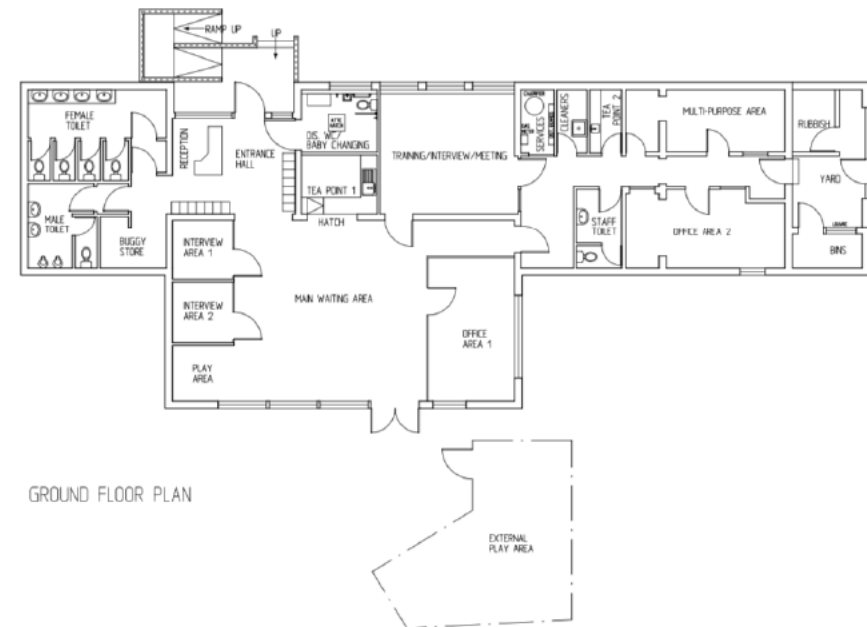 RAMP UP
UP
FEMALE
TOILET
RECEPTION
ENTRANCE
HALL
DIS. WC
BABY CHANGING
TEA POINT 1
HATCH
TRAINING/INTERVIEW/MEETING
SERVICES
CLEANERS
TEA
POINT 2
MULTI-PURPOSE AREA
RUBBISH
YARD
BINS
MALE
TOILET
BUGGY
STORE
INTERVIEW
AREA 1
INTERVIEW
AREA 2
PLAY
AREA
MAIN WAITING AREA
OFFICE
AREA 1
STAFF
TOILET
OFFICE AREA 2
GROUND FLOOR PLAN
EXTERNAL
PLAY AREA